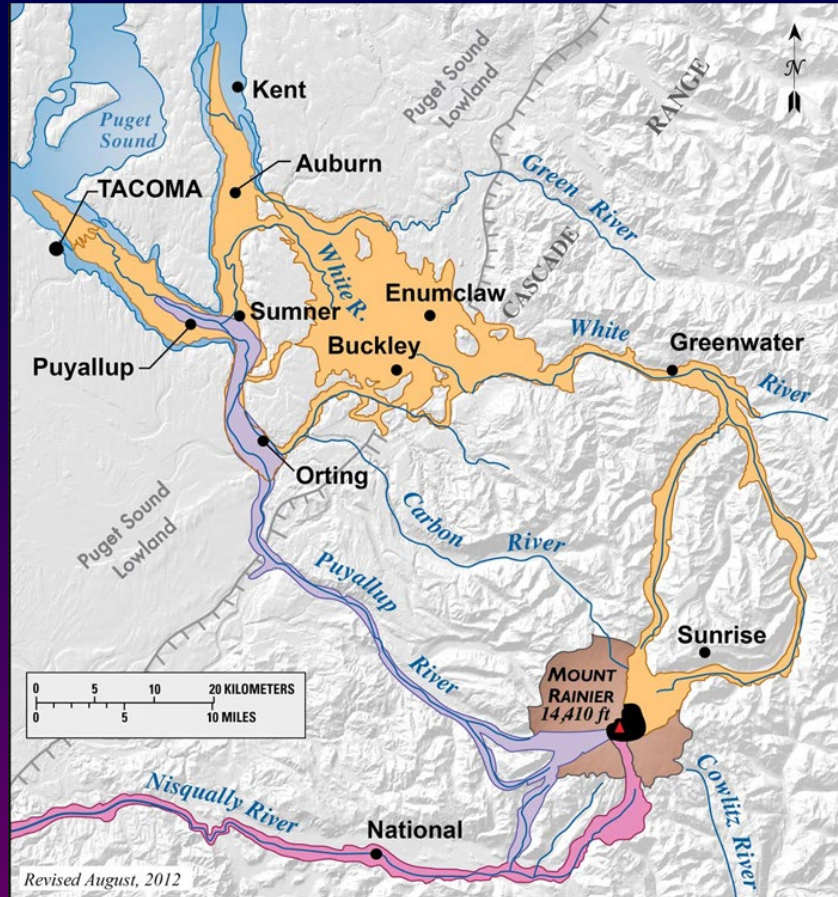 Kent
Puget Sound
Lowland
RANGE
N
Puget
Sound
Auburn
TACOMA
Green River
CASCADE
White R.
Enumclaw
Sumner
White
River
Buckley
Greenwater
Puyallup
Orting
Puget Sound
Lowland
Carbon
River
Puyallup
River
Sunrise
0 5 10 20 KILOMETERS
0 5 10 MILES
MOUNT
RAINIER
14,410 ft
Cowlitz River
Nisqually River
National
Revised August, 2012